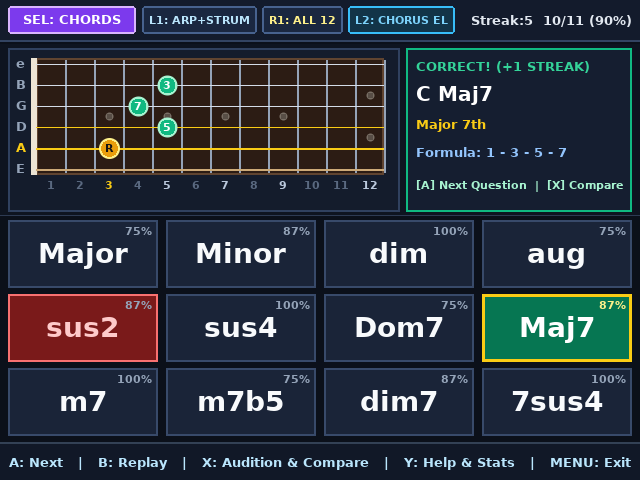 SEL: CHORDS L1: ARP+STRUM R1: ALL 12 L2: CHORUS EL Streak:5 10/11 (90%)
e
B 3
G 7
D 5
A R
E
1 2 3 4 5 6 7 8 9 10 11 12
CORRECT! (+1 STREAK)
C Maj7
Major 7th
Formula: 1 - 3 - 5 - 7
[A] Next Question | [X] Compare
75% 87% 100% 75%
Major Minor dim aug
87% 100% 75% 87%
sus2 sus4 Dom7 Maj7
100% 75% 87% 100%
m7 m7b5 dim7 7sus4
A: Next | B: Replay | X: Audition & Compare | Y: Help & Stats | MENU: Exit